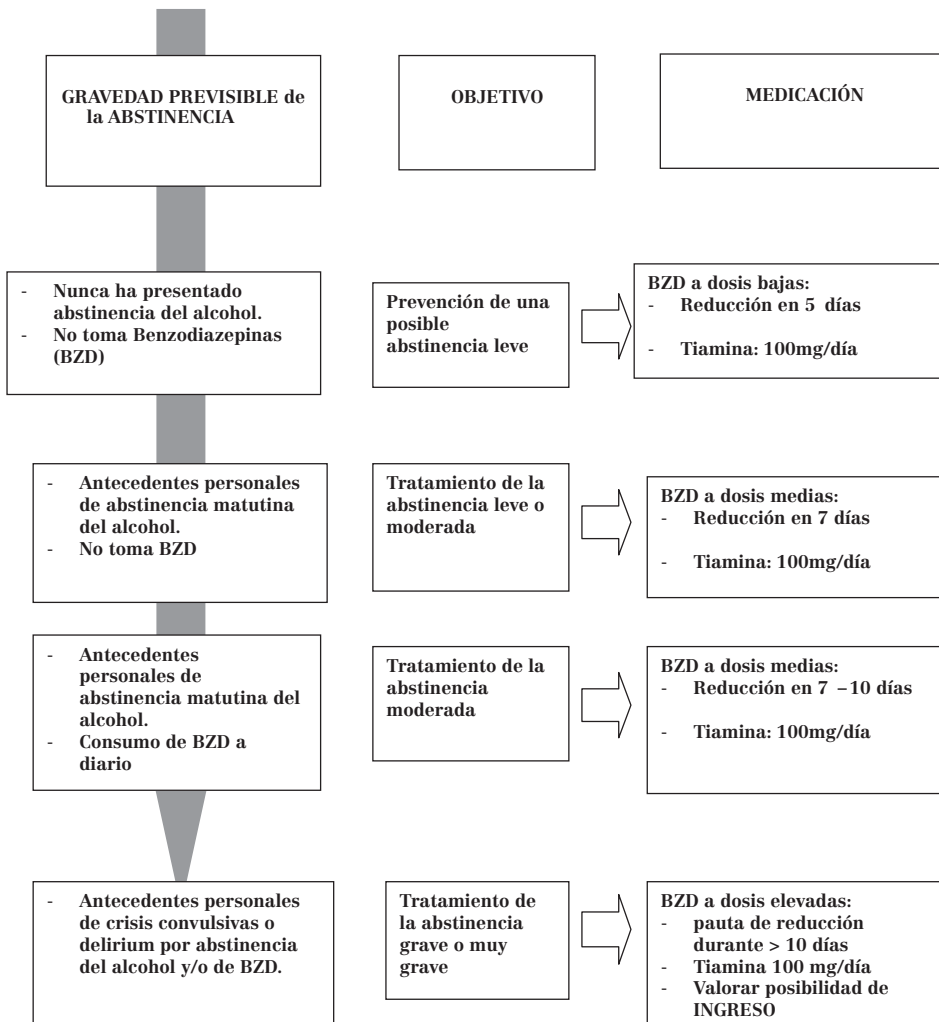 GRAVEDAD PREVISIBLE de
la ABSTINENCIA
OBJETIVO
MEDICACIÓN
- Nunca ha presentado
abstinencia del alcohol.
- No toma Benzodiazepinas
(BZD)
Prevención de una
posible
abstinencia leve
BZD a dosis bajas:
- Reducción en 5 días
- Tiamina: 100mg/día
- Antecedentes personales
de abstinencia matutina
del alcohol.
- No toma BZD
Tratamiento de la
abstinencia leve o
moderada
BZD a dosis medias:
- Reducción en 7 días
- Tiamina: 100mg/día
- Antecedentes
personales de
abstinencia matutina del
alcohol.
- Consumo de BZD a
diario
Tratamiento de la
abstinencia
moderada
BZD a dosis medias:
- Reducción en 7 –10 días
- Tiamina: 100mg/día
- Antecedentes personales
de crisis convulsivas o
delirium por abstinencia
del alcohol y/o de BZD.
Tratamiento de
la abstinencia
grave o muy
grave
BZD a dosis elevadas:
- pauta de reducción
durante > 10 días
- Tiamina 100 mg/día
- Valorar posibilidad de
INGRESO